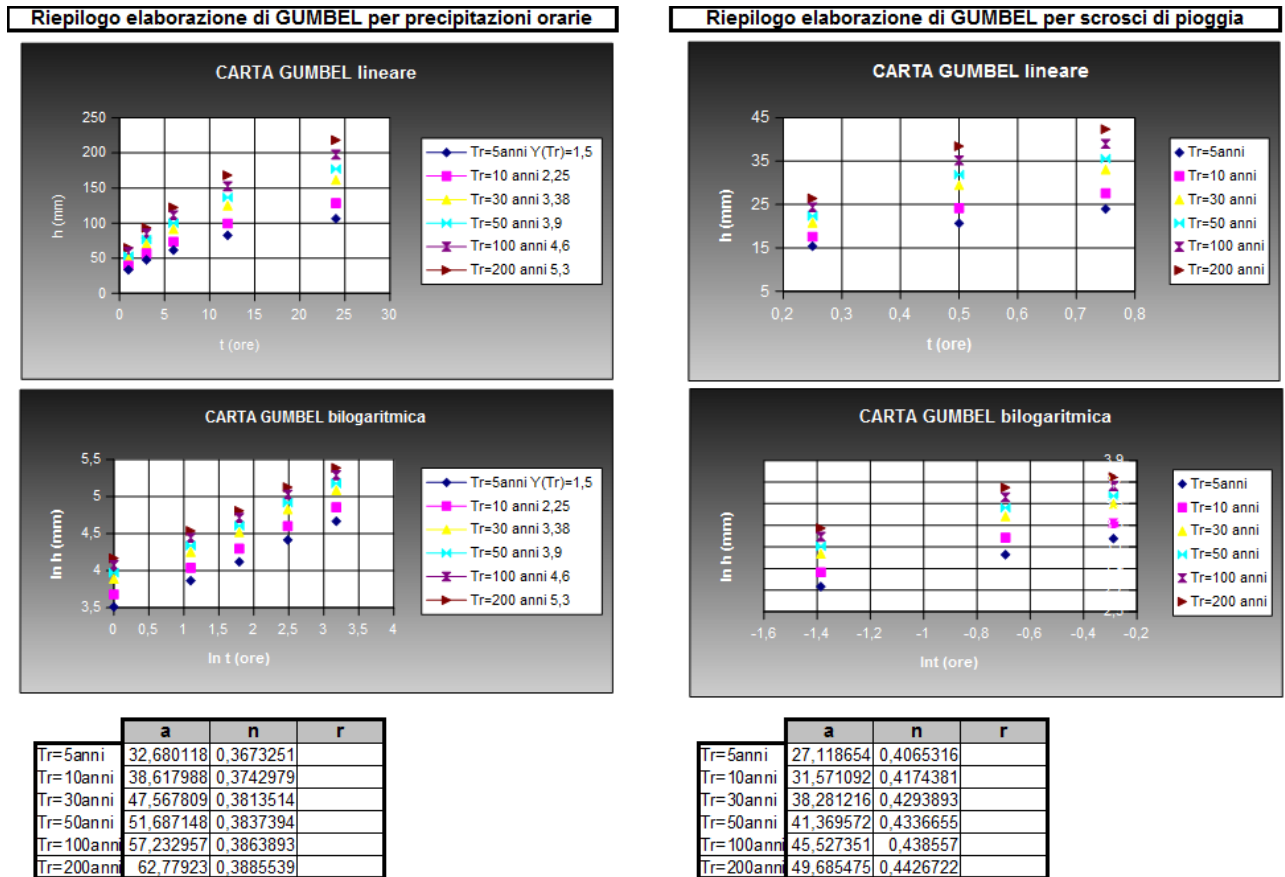 Riepilogo elaborazione di GUMBEL per precipitazioni orarie
CARTA GUMBEL lineare
h (mm)
250
200
150
100
50
0
0 5 10 15 20 25 30
t (ore)
Tr=5anni Y(Tr)=1,5
Tr=10 anni 2,25
Tr=30 anni 3,38
Tr=50 anni 3,9
Tr=100 anni 4,6
Tr=200 anni 5,3
CARTA GUMBEL bilogaritmica
ln h (mm)
5,5
5
4,5
4
3,5
0 0,5 1 1,5 2 2,5 3 3,5 4
ln t (ore)
Tr=5anni Y(Tr)=1,5
Tr=10 anni 2,25
Tr=30 anni 3,38
Tr=50 anni 3,9
Tr=100 anni 4,6
Tr=200 anni 5,3
a n r
Tr=5anni 32,680118 0,3673251
Tr=10anni 38,617988 0,3742979
Tr=30anni 47,567809 0,3813514
Tr=50anni 51,687148 0,3837394
Tr=100anni 57,232957 0,3863893
Tr=200anni 62,77923 0,3885539
Riepilogo elaborazione di GUMBEL per scrosci di pioggia
CARTA GUMBEL lineare
h (mm)
45
35
25
15
5
0,2 0,3 0,4 0,5 0,6 0,7 0,8
t (ore)
Tr=5anni
Tr=10 anni
Tr=30 anni
Tr=50 anni
Tr=100 anni
Tr=200 anni
CARTA GUMBEL bilogaritmica
ln h (mm)
3,9
-1,6 -1,4 -1,2 -1 -0,8 -0,6 -0,4 -0,2
lnt (ore)
Tr=5anni
Tr=10 anni
Tr=30 anni
Tr=50 anni
Tr=100 anni
Tr=200 anni
a n r
Tr=5anni 27,118654 0,4065316
Tr=10anni 31,571092 0,4174381
Tr=30anni 38,281216 0,4293893
Tr=50anni 41,369572 0,4336655
Tr=100anni 45,527351 0,438557
Tr=200anni 49,685475 0,4426722